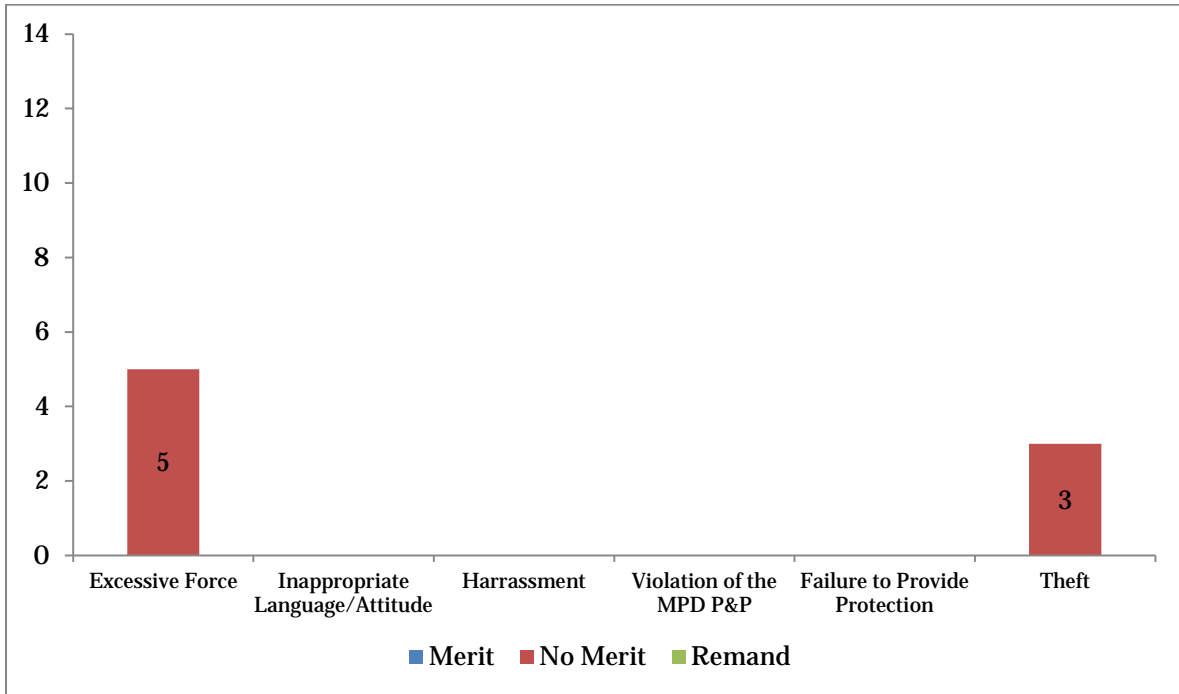 14
12
10
8
6
4
2
0
5
3
Excessive Force
Inappropriate
Language/Attitude
Harrassment
Violation of the
MPD P&P
Failure to Provide
Protection
Theft
Merit
No Merit
Remand